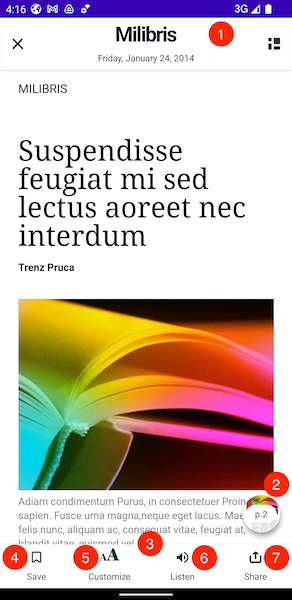 4:16
3G
Milibris
1
Friday, January 24, 2014
MILIBRIS
Suspendisse
feugiat mi sed
lectus aoreet nec
interdum
Trenz Pruca
Adiam condimentum Purus, in consectetuer Proin
sapien. Fusce urna magna,neque eget lacus. Mae
felis nunc, aliquam ac, consequat vitae, feugiat at,
blandit vitae, euismod vel
2
p.2
3
4
Save
5
AA
Customize
6
Listen
7
Share